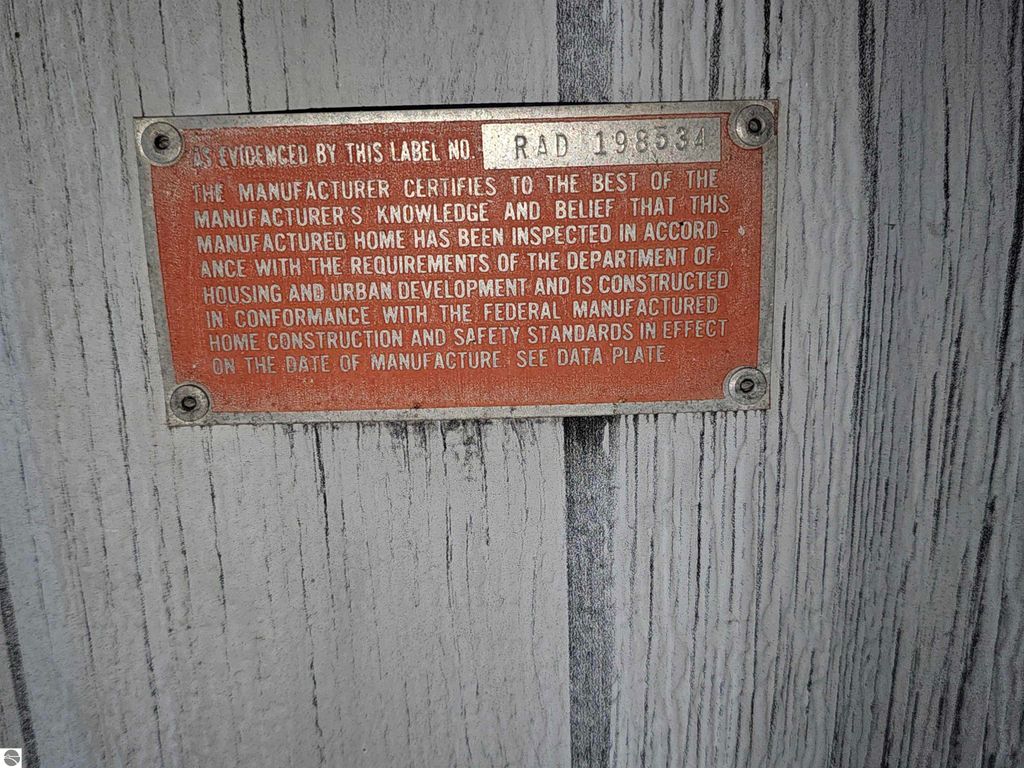 AS EVIDENCED BY THIS LABEL NO. RAD 198534
THE MANUFACTURER CERTIFIES TO THE BEST OF THE
MANUFACTURER'S KNOWLEDGE AND BELIEF THAT THIS
MANUFACTURED HOME HAS BEEN INSPECTED IN ACCORD-
ANCE WITH THE REQUIREMENTS OF THE DEPARTMENT OF
HOUSING AND URBAN DEVELOPMENT AND IS CONSTRUCTED
IN CONFORMANCE WITH THE FEDERAL MANUFACTURED
HOME CONSTRUCTION AND SAFETY STANDARDS IN EFFECT
ON THE DATE OF MANUFACTURE. SEE DATA PLATE